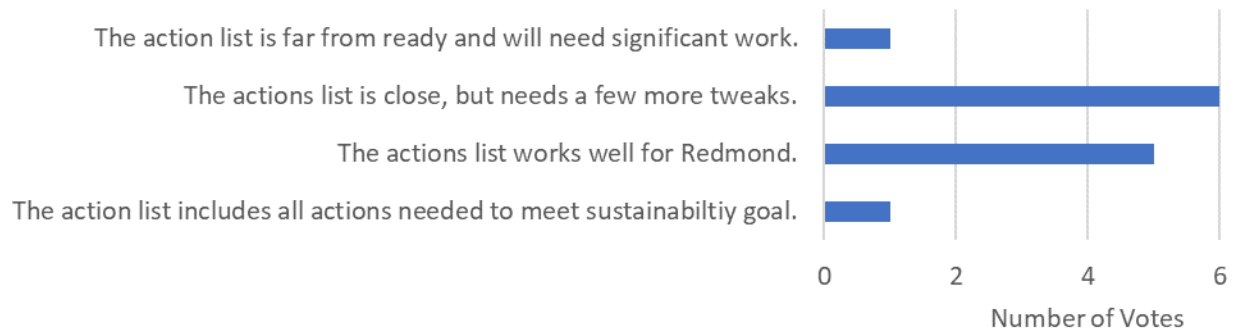 The action list is far from ready and will need significant work.
The actions list is close, but needs a few more tweaks.
The actions list works well for Redmond.
The action list includes all actions needed to meet sustainabiltiy goal.
0 2 4 6
Number of Votes